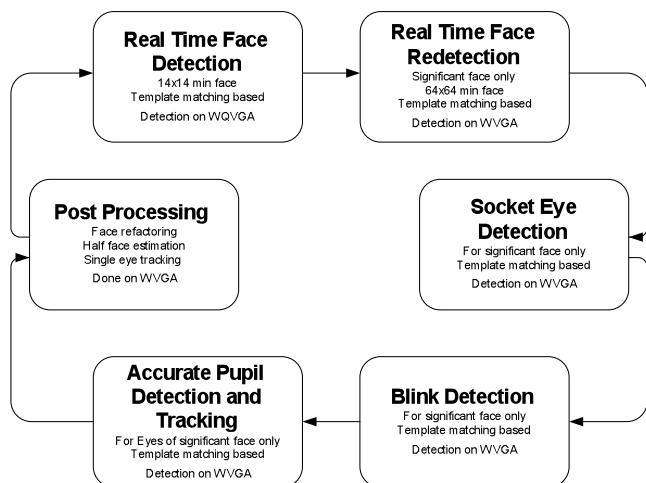 Real Time Face
Detection
14x14 min face
Template matching based
Detection on WQVGA
Real Time Face
Redetection
Significant face only
64x64 min face
Template matching based
Detection on WVGA
Socket Eye
Detection
For significant face only
Template matching based
Detection on WVGA
Blink Detection
For significant face only
Template matching based
Detection on WVGA
Accurate Pupil
Detection and
Tracking
For Eyes of significant face only
Template matching based
Detection on WVGA
Post Processing
Face refactoring
Half face estimation
Single eye tracking
Done on WVGA